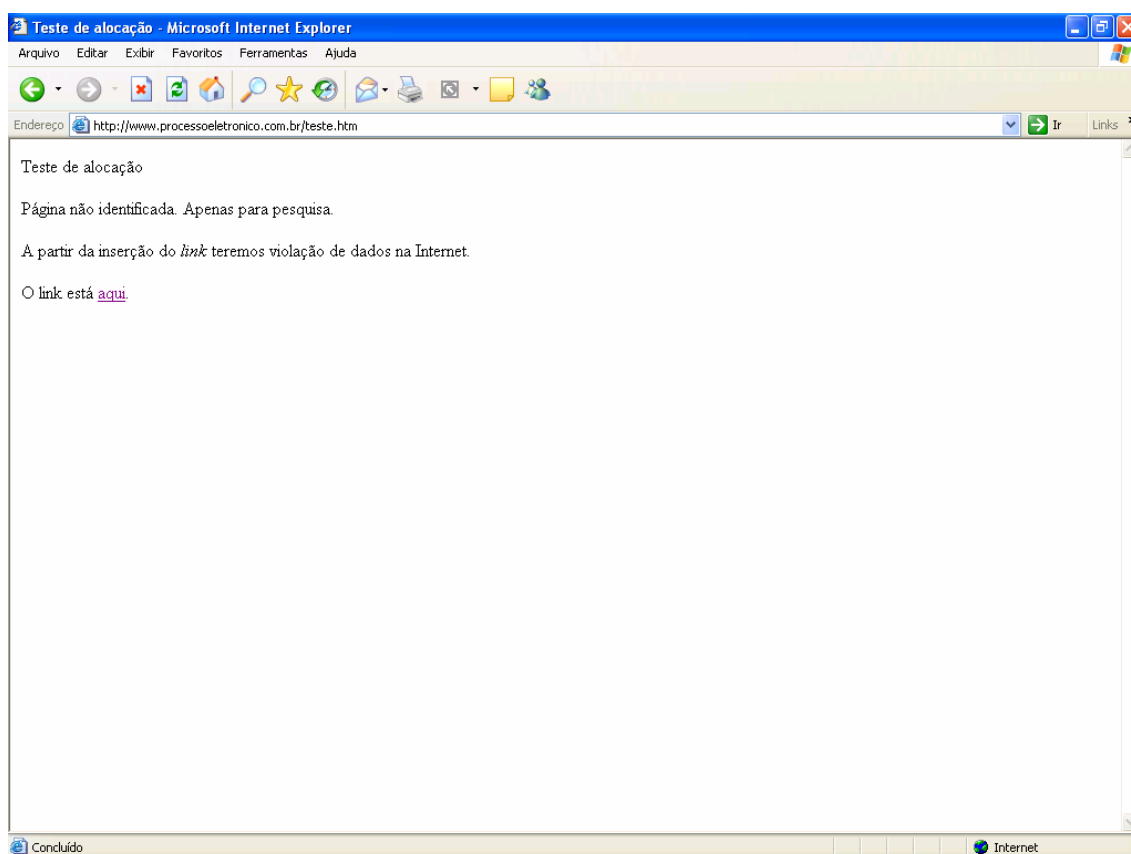 Teste de alocação - Microsoft Internet Explorer
Arquivo Editar Exibir Favoritos Ferramentas Ajuda
Endereço http://www.processoeletronico.com.br/teste.htm Ir Links
Teste de alocação
Página não identificada. Apenas para pesquisa.
A partir da inserção do link teremos violação de dados na Internet.
O link está aqui.
Concluído Internet